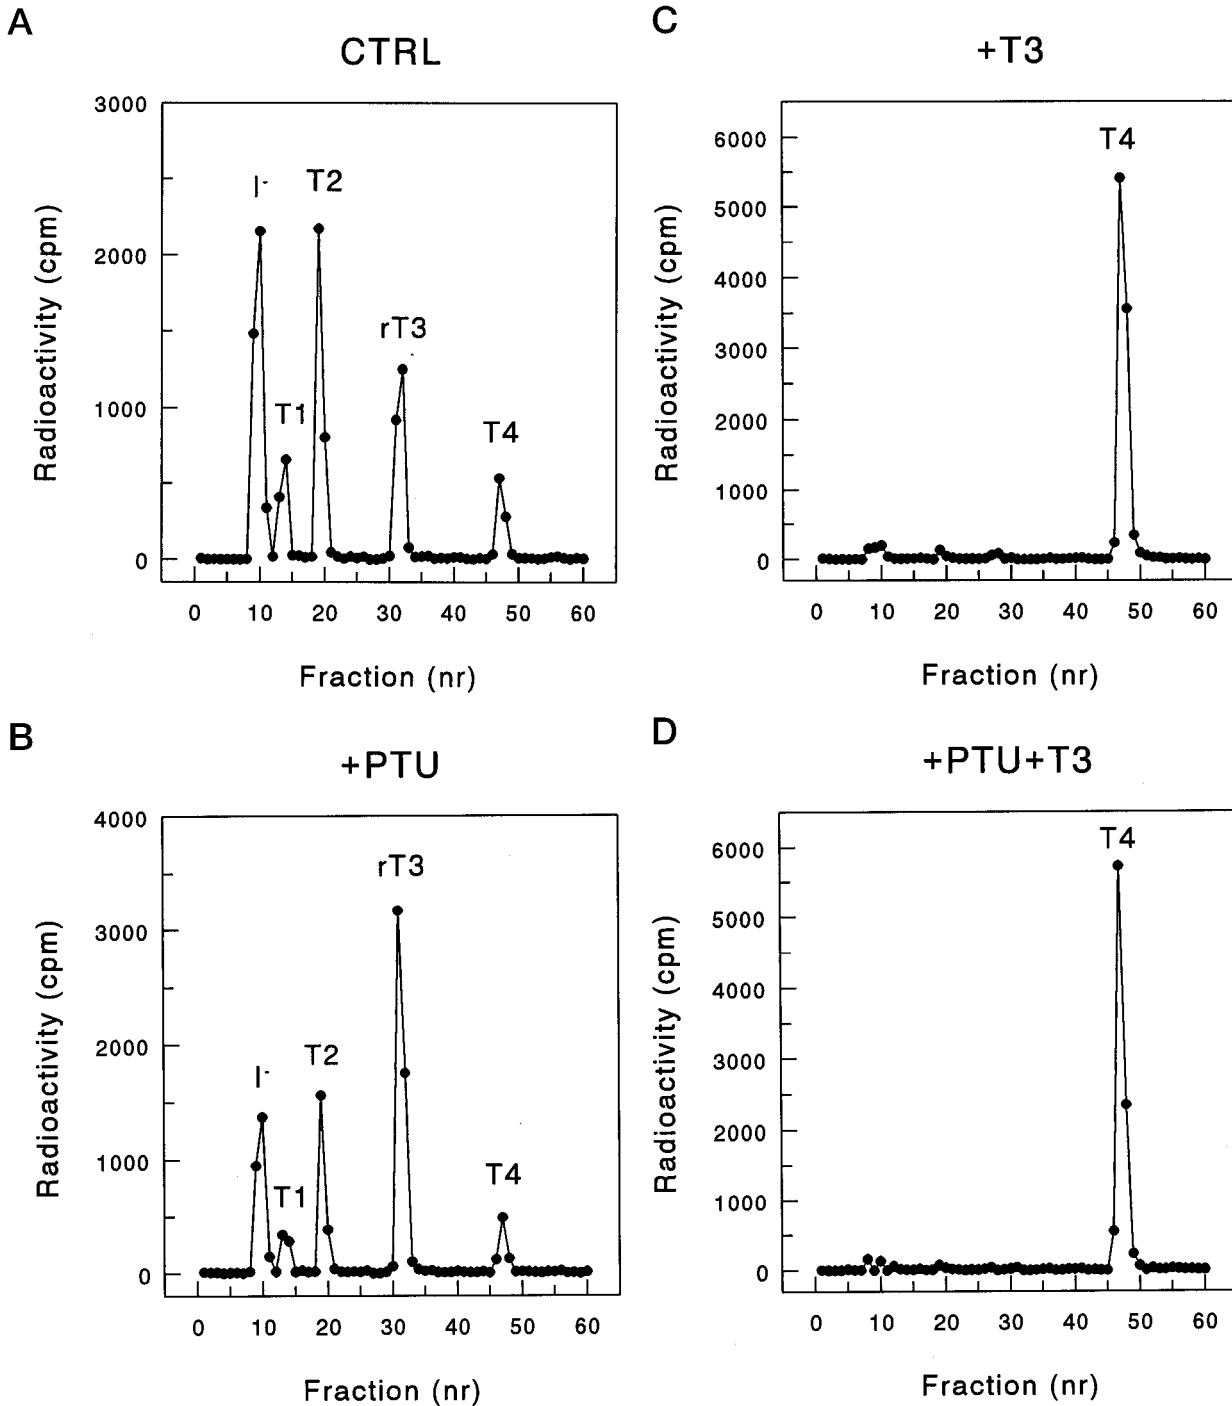 A
CTRL
3000
2000
1000
0
Radioactivity (cpm)
I-
T1
T2
rT3
T4
0 10 20 30 40 50 60
Fraction (nr)
B
+PTU
4000
3000
2000
1000
0
Radioactivity (cpm)
I-
T1
T2
rT3
T4
0 10 20 30 40 50 60
Fraction (nr)
C
+T3
6000
5000
4000
3000
2000
1000
0
Radioactivity (cpm)
T4
0 10 20 30 40 50 60
Fraction (nr)
D
+PTU+T3
6000
5000
4000
3000
2000
1000
0
Radioactivity (cpm)
T4
0 10 20 30 40 50 60
Fraction (nr)